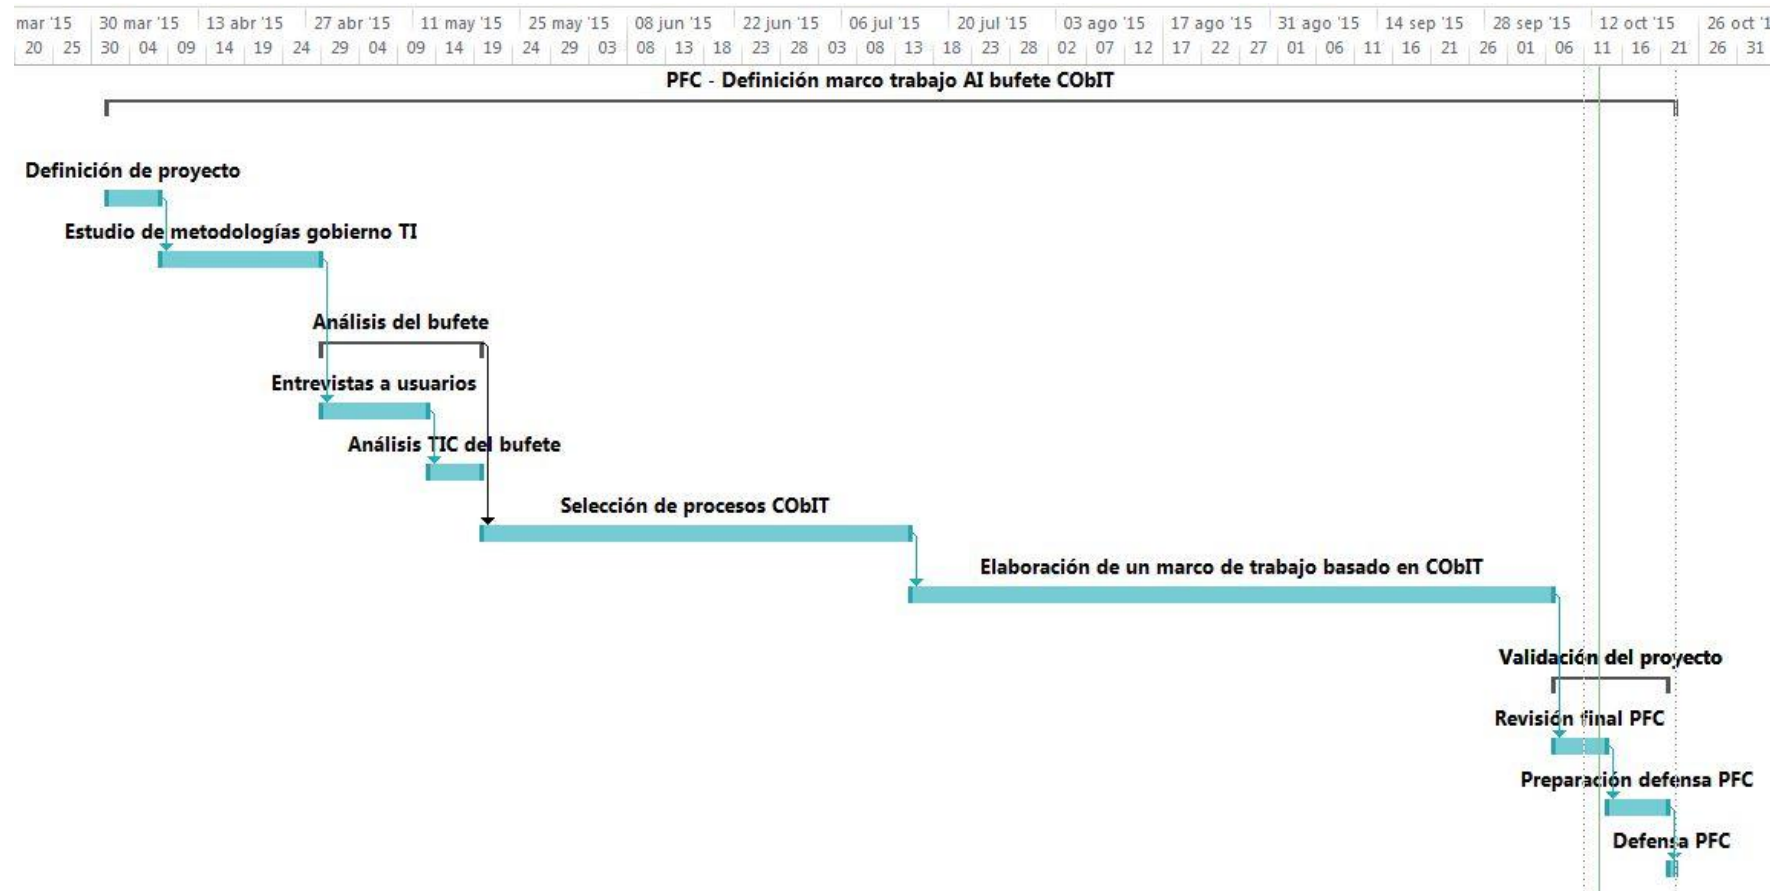 mar '15 30 mar '15 13 abr '15 27 abr '15 11 may '15 25 may '15 08 jun '15 22 jun '15 06 jul '15 20 jul '15 03 ago '15 17 ago '15 31 ago '15 14 sep '15 28 sep '15 12 oct '15 26 oct '1
20 25 30 04 09 14 19 24 29 04 09 14 19 24 29 03 08 13 18 23 28 03 08 13 18 23 28 02 07 12 17 22 27 01 06 11 16 21 26 01 06 11 16 21 26 31
PFC - Definición marco trabajo AI bufete CObIT
Definición de proyecto
Estudio de metodologías gobierno TI
Análisis del bufete
Entrevistas a usuarios
Análisis TIC del bufete
Selección de procesos CObIT
Elaboración de un marco de trabajo basado en CObIT
Validación del proyecto
Revisión final PFC
Preparación defensa PFC
Defensa PFC